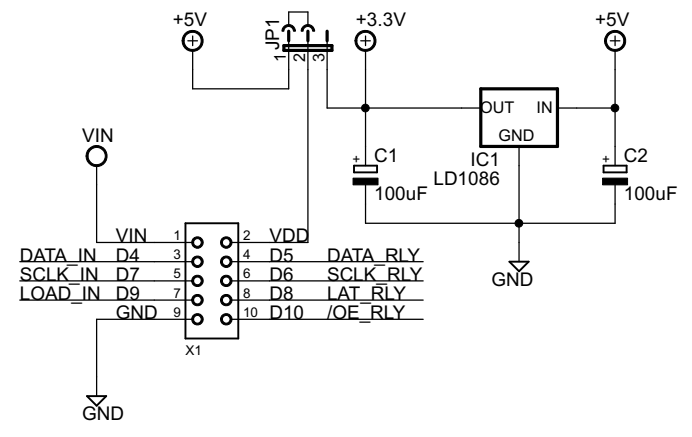 +5V
JP1
1
2
3
+3.3V
+5V
OUT IN
GND
IC1
LD1086
+ C1
100uF
+ C2
100uF
GND
VIN
VIN 1 2 VDD
DATA_IN D4 3 4 D5 DATA_RLY
SCLK_IN D7 5 6 D6 SCLK_RLY
LOAD_IN D9 7 8 D8 LAT_RLY
GND 9 10 D10 /OE_RLY
X1
GND